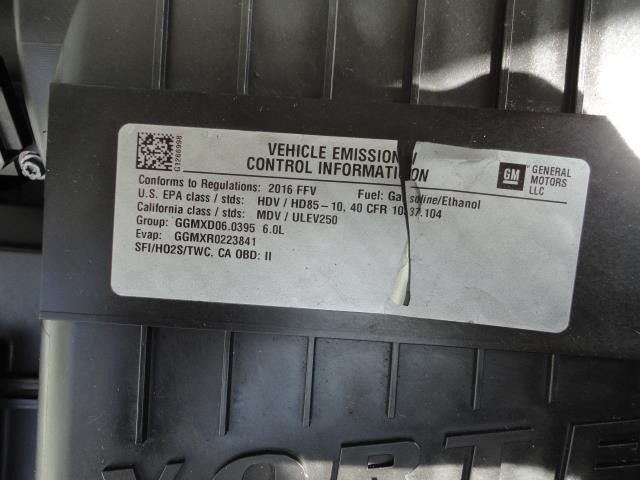 G1266998
VEHICLE EMISSION
CONTROL INFORMATION
GM
GENERAL
MOTORS
LLC
Conforms to Regulations: 2016 FFV Fuel: Gasoline/Ethanol
U.S. EPA class / stds: HDV / HD85-10, 40 CFR 1037.104
California class / stds: MDV / ULEV250
Group: GGMXD06.0395 6.0L
Evap: GGMXR0223841
SFI/HO2S/TWC, CA OBD: II
VORTE